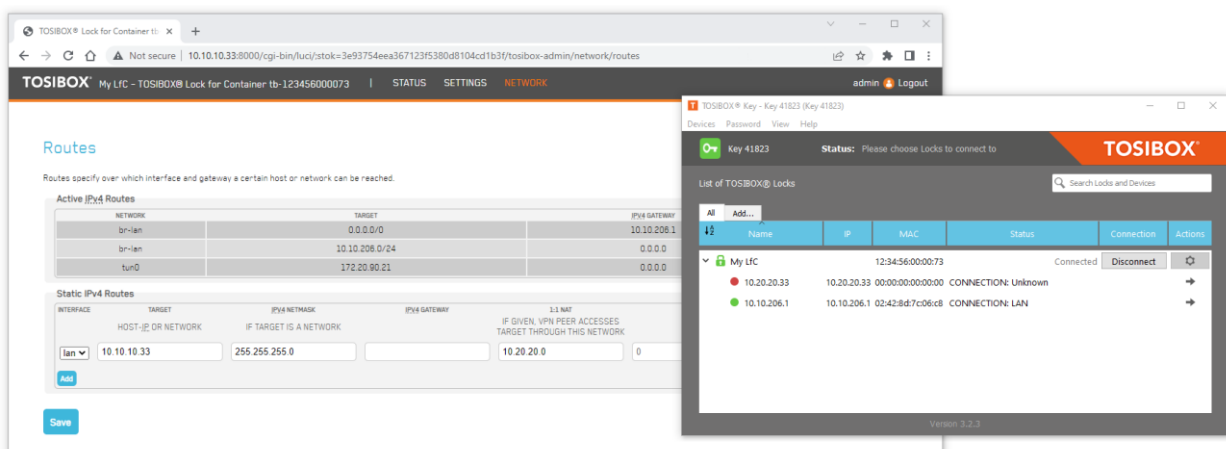 TOSIBOX® Lock for Container tb
10.10.10.33:8000/cgi-bin/luci/;stok=3e93754eea367123f5380d8104cd1b3f/tosibox-admin/network/routes
Not secure
TOSIBOX® My LfC - TOSIBOX® Lock for Container tb-123456000073 | STATUS SETTINGS NETWORK admin Logout
Routes
Routes specify over which interface and gateway a certain host or network can be reached.
Active IPv4 Routes
NETWORK TARGET IPV4 GATEWAY
br-lan 0.0.0.0/0 10.10.206.1
br-lan 10.10.206.0/24 0.0.0.0
tun0 172.20.90.21 0.0.0.0
Static IPv4 Routes
INTERFACE TARGET IPV4 NETMASK IPV4 GATEWAY 1:1 NAT
HOST-IP OR NETWORK IF TARGET IS A NETWORK IF GIVEN, VPN PEER ACCESSES
TARGET THROUGH THIS NETWORK
lan 10.10.10.33 255.255.255.0 10.20.20.0 0
Add
Save
TOSIBOX® Key - Key 41823 (Key 41823)
Devices Password View Help
Key 41823 Status: Please choose Locks to connect to TOSIBOX®
List of TOSIBOX® Locks Search Locks and Devices
All Add...
Name IP MAC Status Connection Actions
My LfC 12:34:56:00:00:73 Connected Disconnect
10.20.20.33 10.20.20.33 00:00:00:00:00:00 CONNECTION: Unknown
10.10.206.1 10.10.206.1 02:42:8d:7c:06:c8 CONNECTION: LAN
Version 3.2.3